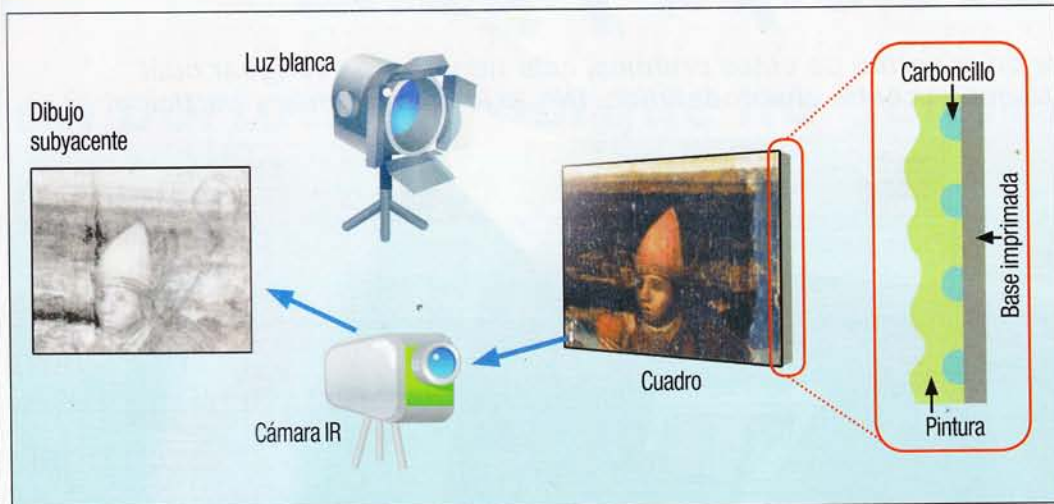 Luz blanca
Dibujo
subyacente
Cámara IR
Cuadro
Carboncillo
Base imprimada
Pintura